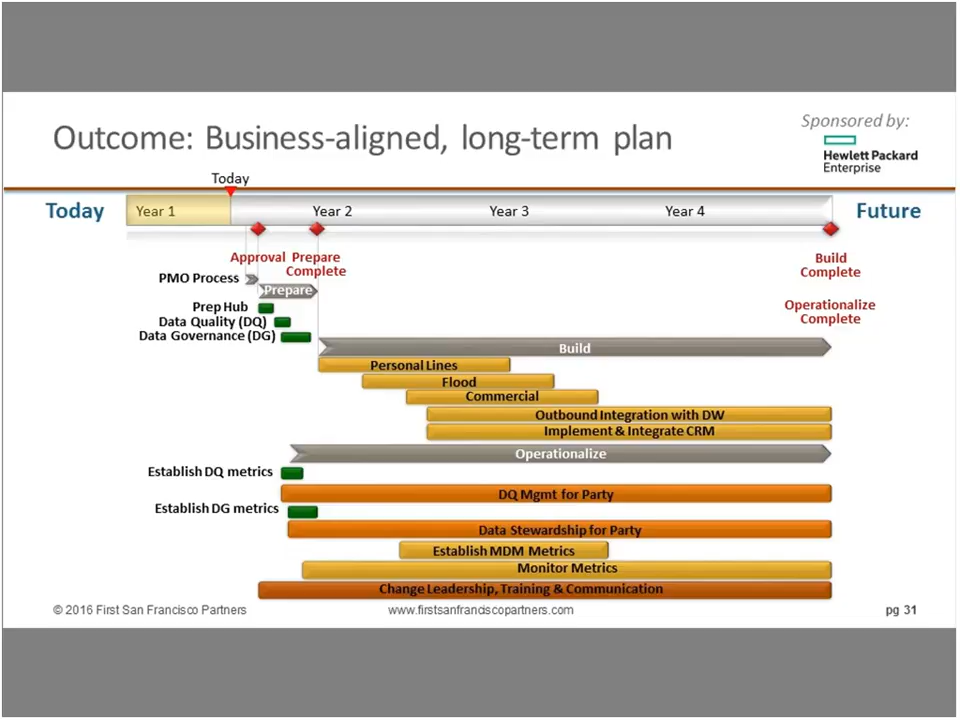 Outcome: Business-aligned, long-term plan
Sponsored by:
Hewlett Packard
Enterprise
Today
Today
Year 1
Year 2
Year 3
Year 4
Future
Approval
Prepare
Complete
Build
Complete
PMO Process
Prepare
Operationalize
Complete
Prep Hub
Data Quality (DQ)
Data Governance (DG)
Build
Personal Lines
Flood
Commercial
Outbound Integration with DW
Implement & Integrate CRM
Operationalize
Establish DQ metrics
DQ Mgmt for Party
Establish DG metrics
Data Stewardship for Party
Establish MDM Metrics
Monitor Metrics
Change Leadership, Training & Communication
© 2016 First San Francisco Partners
www.firstsanfranciscopartners.com
pg 31